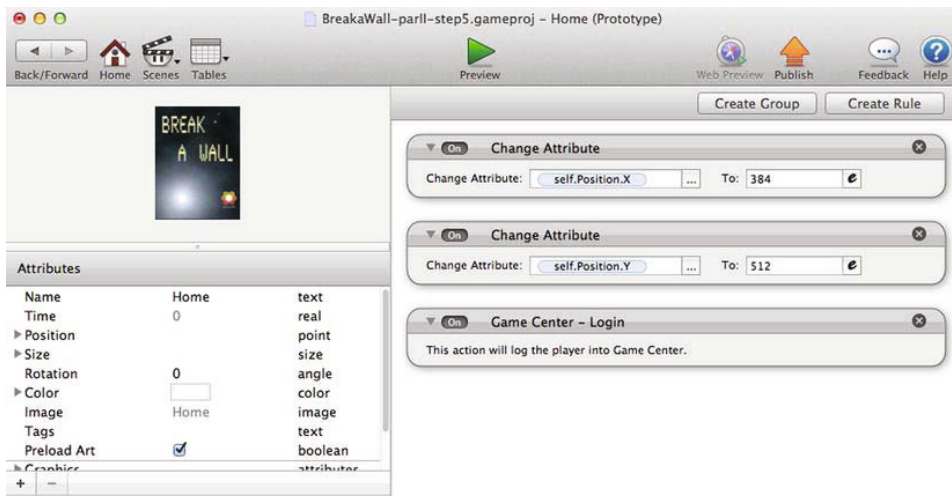 BreakaWall-parII-step5.gameproj – Home (Prototype)
Back/Forward Home Scenes Tables Preview Web Preview Publish Feedback Help
Create Group Create Rule
BREAK
A WALL
On Change Attribute
Change Attribute: self.Position.X ... To: 384 e
On Change Attribute
Change Attribute: self.Position.Y ... To: 512 e
On Game Center – Login
This action will log the player into Game Center.
Attributes
Name Home text
Time 0 real
Position point
Size size
Rotation 0 angle
Color color
Image Home image
Tags text
Preload Art boolean
Graphics attributes
+ −